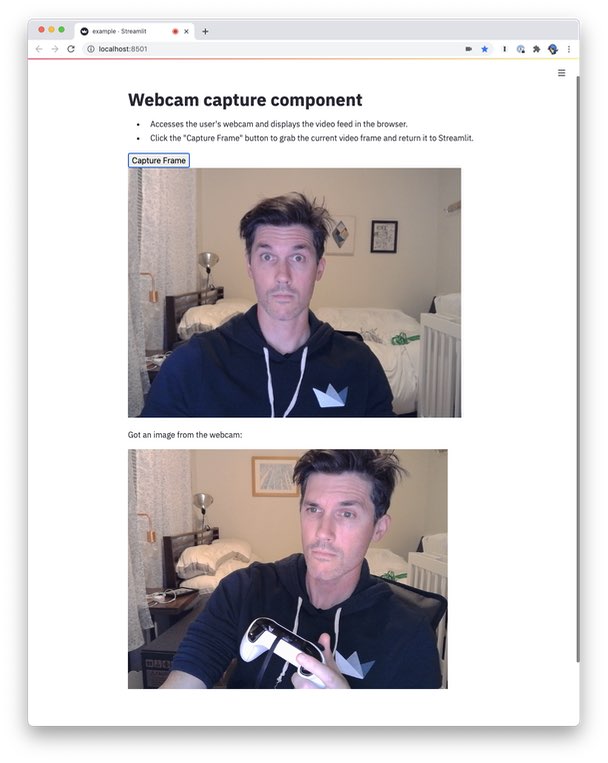 example · Streamlit
localhost:8501
Webcam capture component
Accesses the user's webcam and displays the video feed in the browser.
Click the "Capture Frame" button to grab the current video frame and return it to Streamlit.
Capture Frame
Got an image from the webcam: